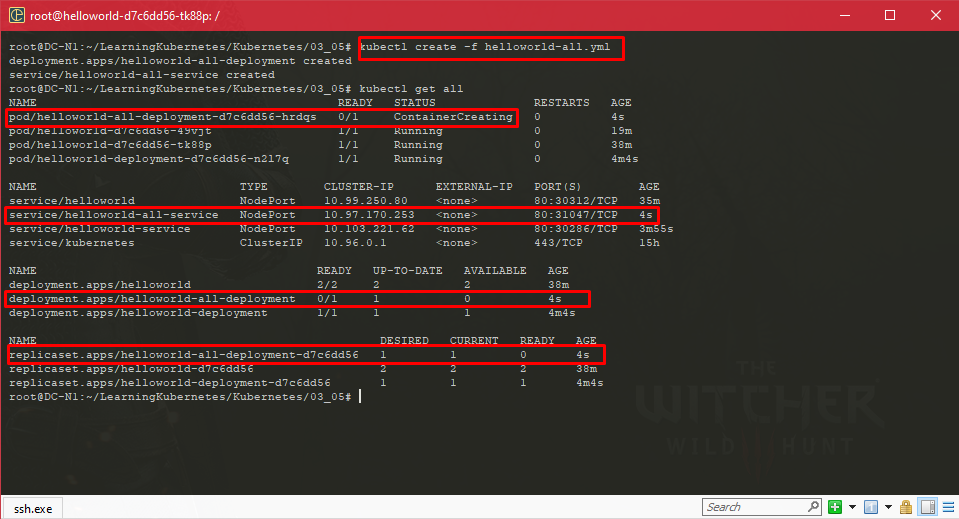 root@helloworld-d7c6dd56-tk88p: /
root@DC-N1:~/LearningKubernetes/Kubernetes/03_05# kubectl create -f helloworld-all.yml
deployment.apps/helloworld-all-deployment created
service/helloworld-all-service created
root@DC-N1:~/LearningKubernetes/Kubernetes/03_05# kubectl get all
NAME READY STATUS RESTARTS AGE
pod/helloworld-all-deployment-d7c6dd56-hrdqs 0/1 ContainerCreating 0 4s
pod/helloworld-d7c6dd56-49vjt 1/1 Running 0 19m
pod/helloworld-d7c6dd56-tk88p 1/1 Running 0 38m
pod/helloworld-deployment-d7c6dd56-n2l7q 1/1 Running 0 4m4s
NAME TYPE CLUSTER-IP EXTERNAL-IP PORT(S) AGE
service/helloworld NodePort 10.99.250.80 <none> 80:30312/TCP 35m
service/helloworld-all-service NodePort 10.97.170.253 <none> 80:31047/TCP 4s
service/helloworld-service NodePort 10.103.221.62 <none> 80:30286/TCP 3m55s
service/kubernetes ClusterIP 10.96.0.1 <none> 443/TCP 15h
NAME READY UP-TO-DATE AVAILABLE AGE
deployment.apps/helloworld 2/2 2 2 38m
deployment.apps/helloworld-all-deployment 0/1 1 0 4s
deployment.apps/helloworld-deployment 1/1 1 1 4m4s
NAME DESIRED CURRENT READY AGE
replicaset.apps/helloworld-all-deployment-d7c6dd56 1 1 0 4s
replicaset.apps/helloworld-d7c6dd56 2 2 2 38m
replicaset.apps/helloworld-deployment-d7c6dd56 1 1 1 4m4s
root@DC-N1:~/LearningKubernetes/Kubernetes/03_05#
THE
WITCHER
WILD HUNT
ssh.exe
Search